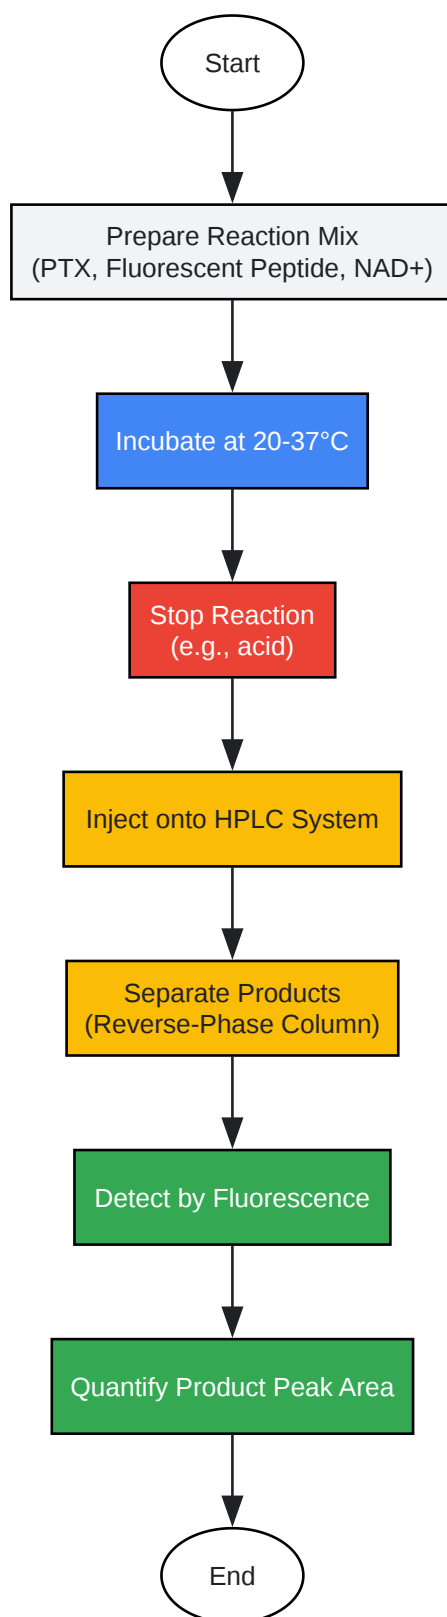 Start
Prepare Reaction Mix
(PTX, Fluorescent Peptide, NAD+)
Incubate at 20-37°C
Stop Reaction
(e.g., acid)
Inject onto HPLC System
Separate Products
(Reverse-Phase Column)
Detect by Fluorescence
Quantify Product Peak Area
End